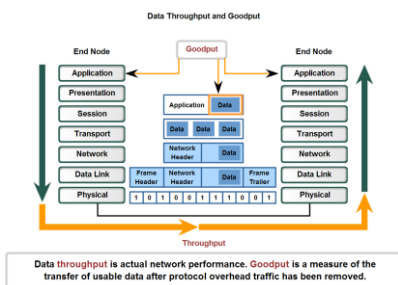 Data Throughput and Goodput
Goodput
End Node
End Node
Application
Presentation
Session
Transport
Network
Data Link
Physical
Application
Data
Data
Data
Data
Network
Header
Data
Frame
Header
Network
Header
Data
Frame
Trailer
1 0 1 0 1 1 1 1 0 0 1
Application
Presentation
Session
Transport
Network
Data Link
Physical
Throughput
Data throughput is actual network performance. Goodput is a measure of the
transfer of usable data after protocol overhead traffic has been removed.